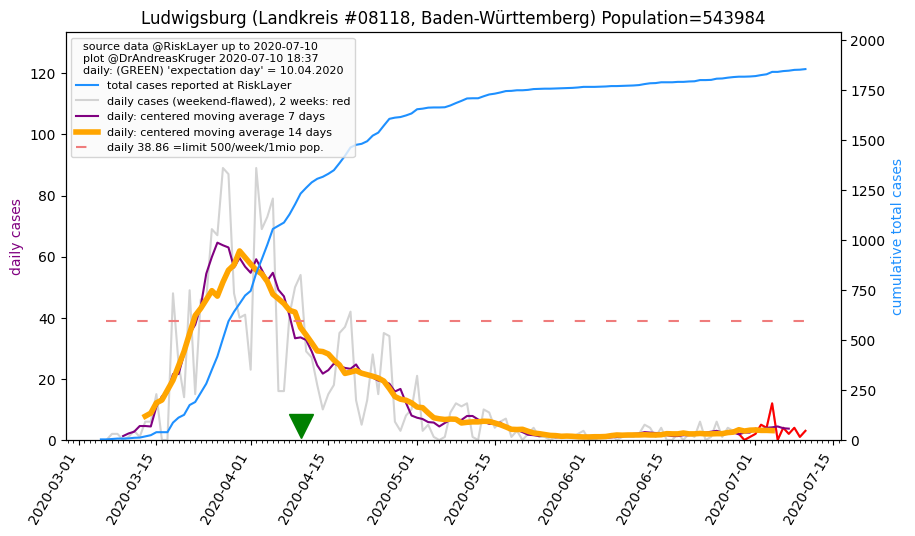 Ludwigsburg (Landkreis #08118, Baden-Württemberg) Population=543984
source data @RiskLayer up to 2020-07-10
plot @DrAndreasKruger 2020-07-10 18:37
daily: (GREEN) 'expectation day' = 10.04.2020
total cases reported at RiskLayer
daily cases (weekend-flawed), 2 weeks: red
daily: centered moving average 7 days
daily: centered moving average 14 days
daily 38.86 =limit 500/week/1mio pop.
daily cases
120
100
80
60
40
20
0
cumulative total cases
2000
1750
1500
1250
1000
750
500
250
0
2020-03-01
2020-03-15
2020-04-01
2020-04-15
2020-05-01
2020-05-15
2020-06-01
2020-06-15
2020-07-01
2020-07-15